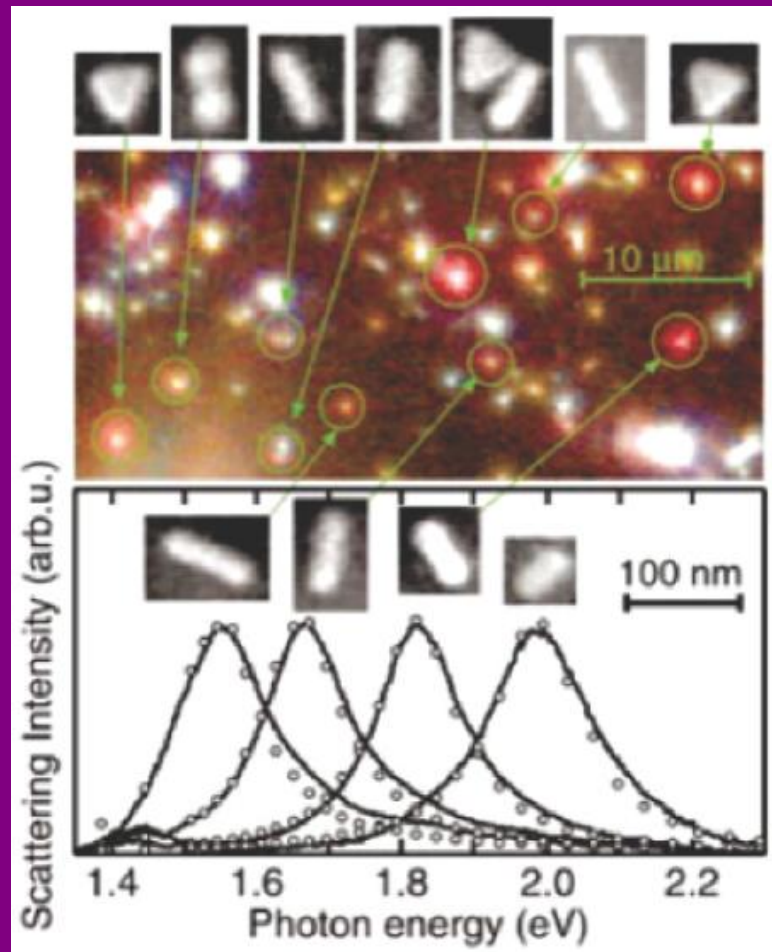 10 µm
100 nm
Scattering Intensity (arb.u.)
1.4 1.6 1.8 2.0 2.2
Photon energy (eV)